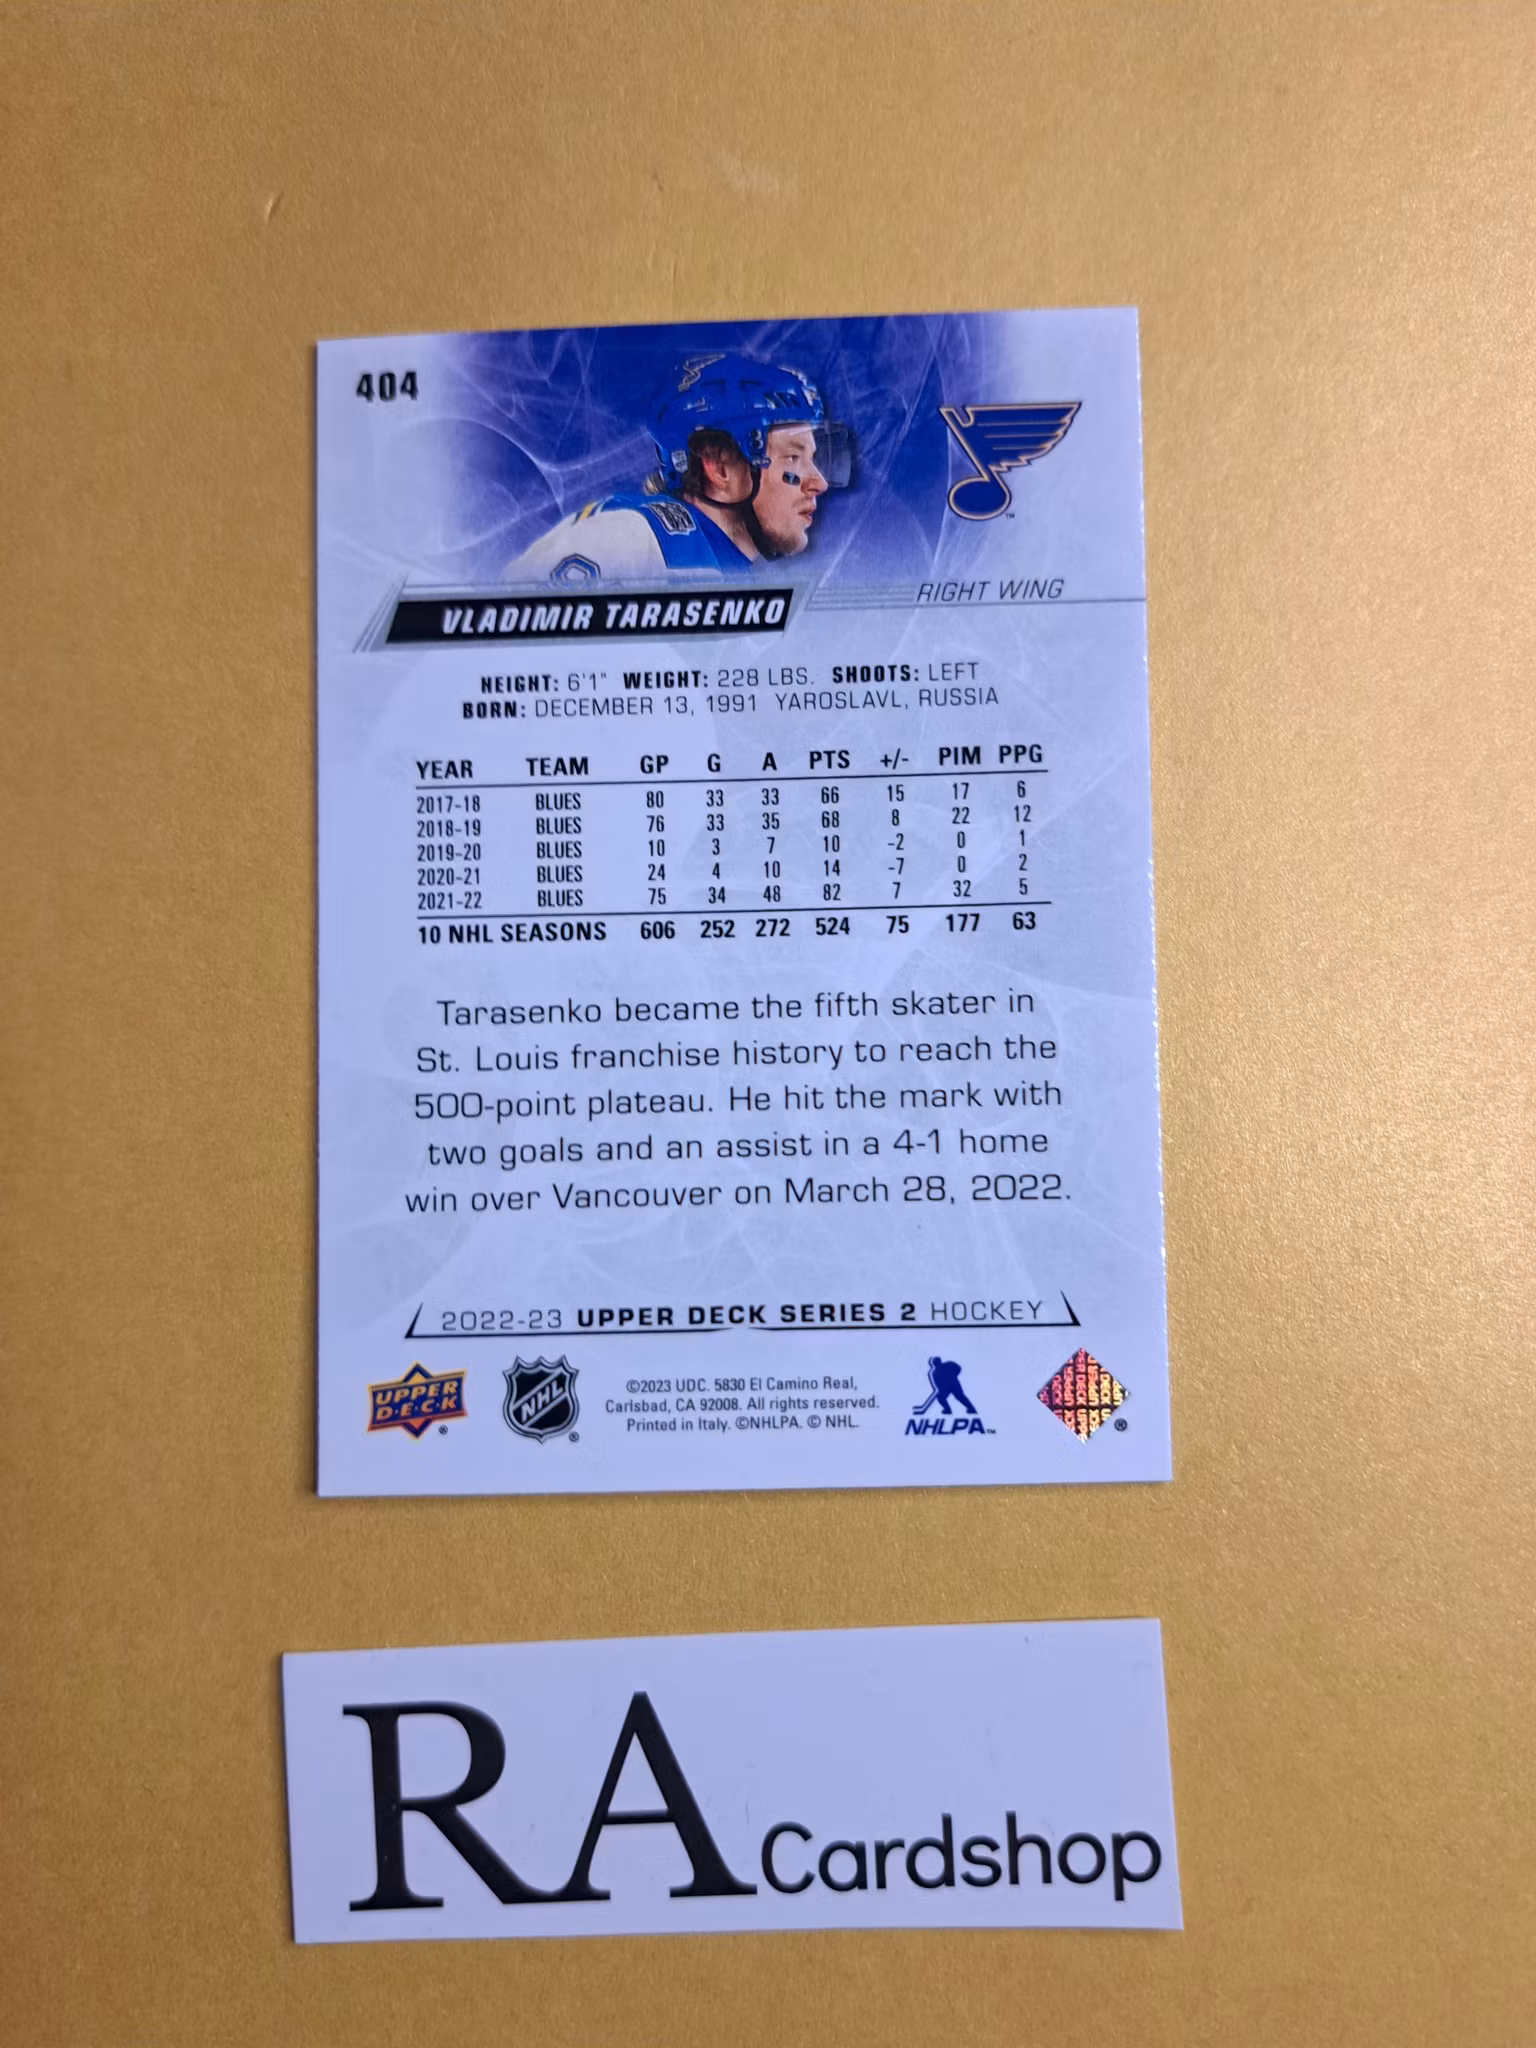 404
VLADIMIR TARASENKO
RIGHT WING
HEIGHT: 6'1" WEIGHT: 228 LBS. SHOOTS: LEFT
BORN: DECEMBER 13, 1991 YAROSLAVL, RUSSIA
YEAR TEAM GP G A PTS +/- PIM PPG
2017-18 BLUES 80 33 33 66 15 17 6
2018-19 BLUES 76 33 35 68 8 22 12
2019-20 BLUES 10 3 7 10 -2 0 1
2020-21 BLUES 24 4 10 14 -7 0 2
2021-22 BLUES 75 34 48 82 7 32 5
10 NHL SEASONS 606 252 272 524 75 177 63
Tarasenko became the fifth skater in
St. Louis franchise history to reach the
500-point plateau. He hit the mark with
two goals and an assist in a 4-1 home
win over Vancouver on March 28, 2022.
2022-23 UPPER DECK SERIES 2 HOCKEY
UPPER
D·E·C·K ®
NHL ®
©2023 UDC. 5830 El Camino Real,
Carlsbad, CA 92008. All rights reserved.
Printed in Italy. ©NHLPA. © NHL.
NHLPA™
RA Cardshop